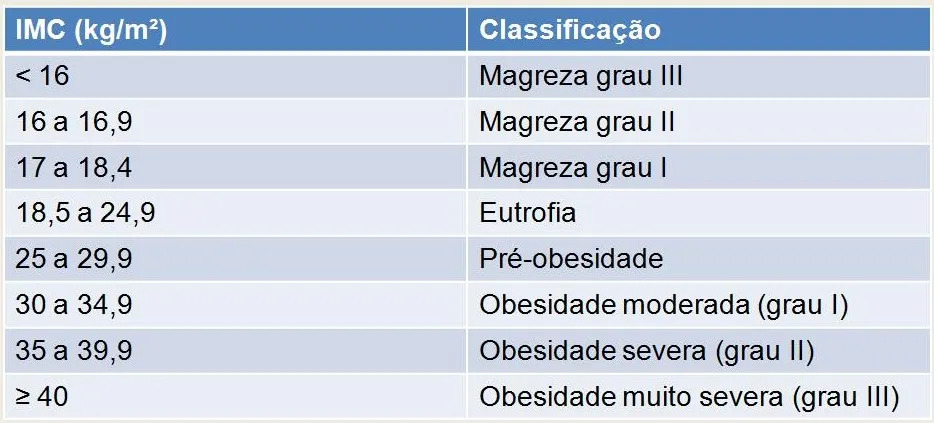 IMC (kg/m²) Classificação
< 16 Magreza grau III
16 a 16,9 Magreza grau II
17 a 18,4 Magreza grau I
18,5 a 24,9 Eutrofia
25 a 29,9 Pré-obesidade
30 a 34,9 Obesidade moderada (grau I)
35 a 39,9 Obesidade severa (grau II)
≥ 40 Obesidade muito severa (grau III)